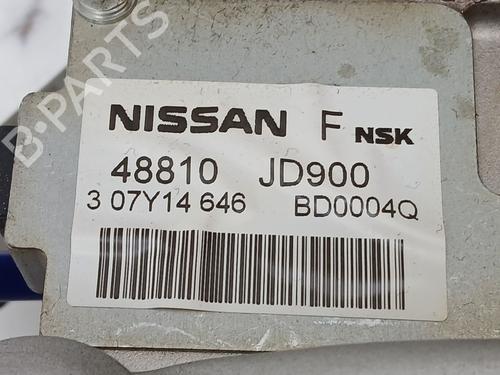 B-PARTS
NISSAN F NSK
48810 JD900
3 07Y14 646 BD0004Q